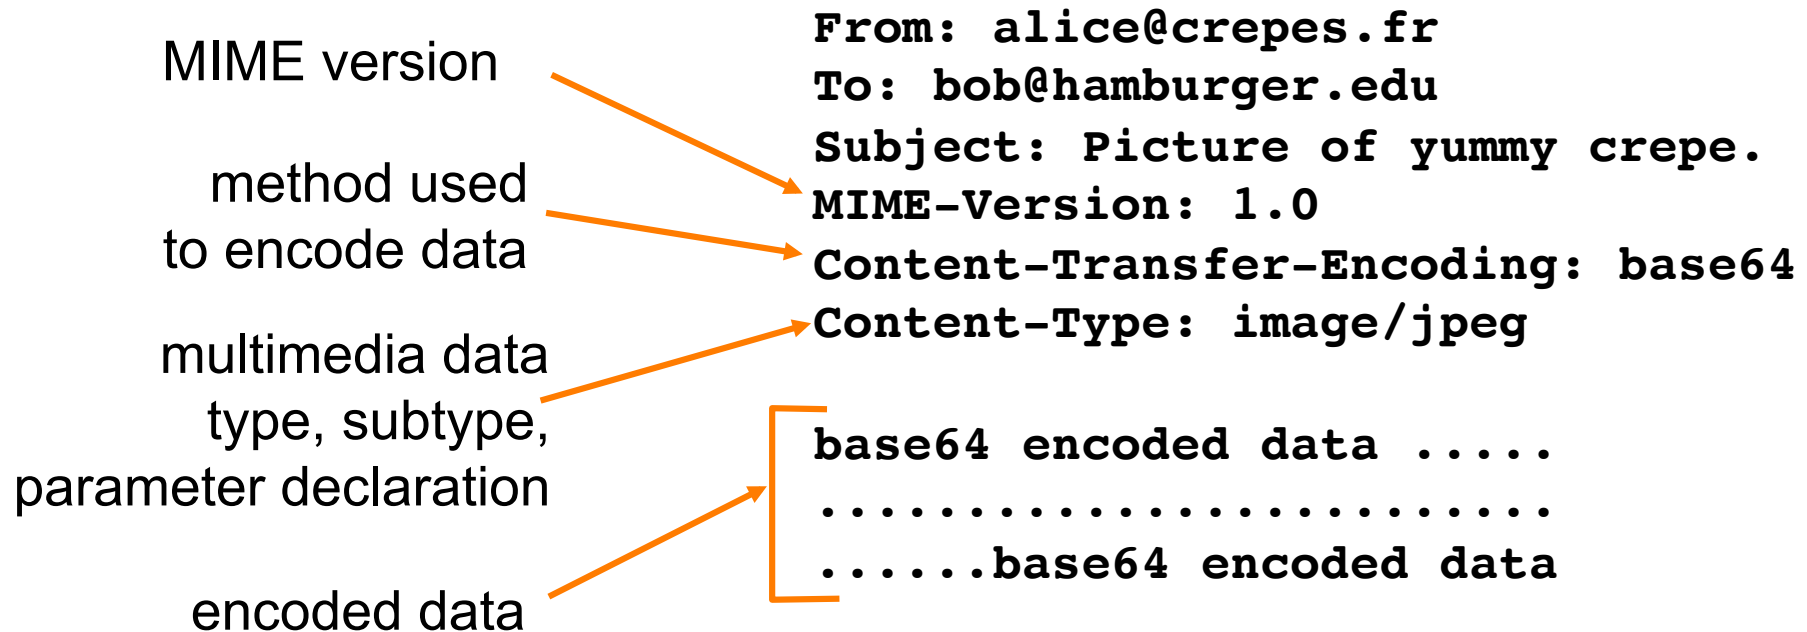 MIME version
method used
to encode data
multimedia data
type, subtype,
parameter declaration
encoded data
From: alice@crepes.fr
To: bob@hamburger.edu
Subject: Picture of yummy crepe.
MIME-Version: 1.0
Content-Transfer-Encoding: base64
Content-Type: image/jpeg
base64 encoded data .....
.........................
......base64 encoded data